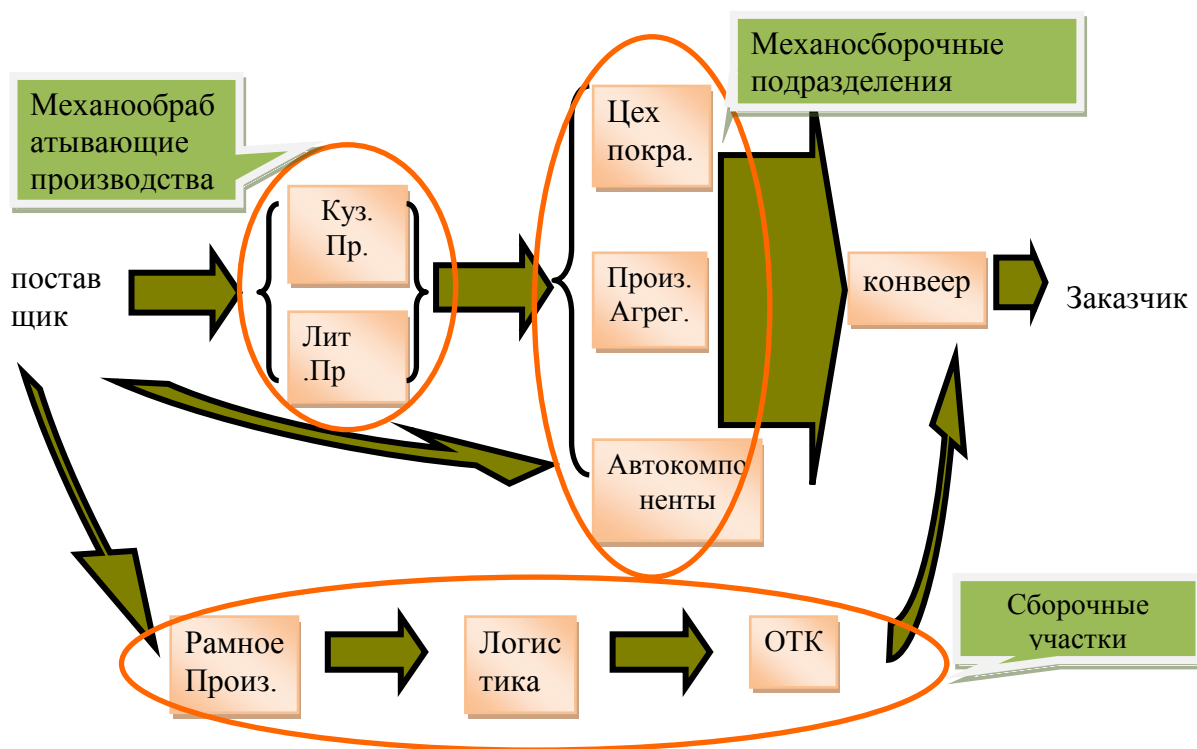 Механосборочные
подразделения
Механообраб
атывающие
производства
Цех
покра.
Куз.
Пр.
постав
щик
Произ.
Агрег.
конвеер
Заказчик
Лит
.Пр
Автокомпо
ненты
Сборочные
участки
Рамное
Произ.
Логис
тика
ОТК